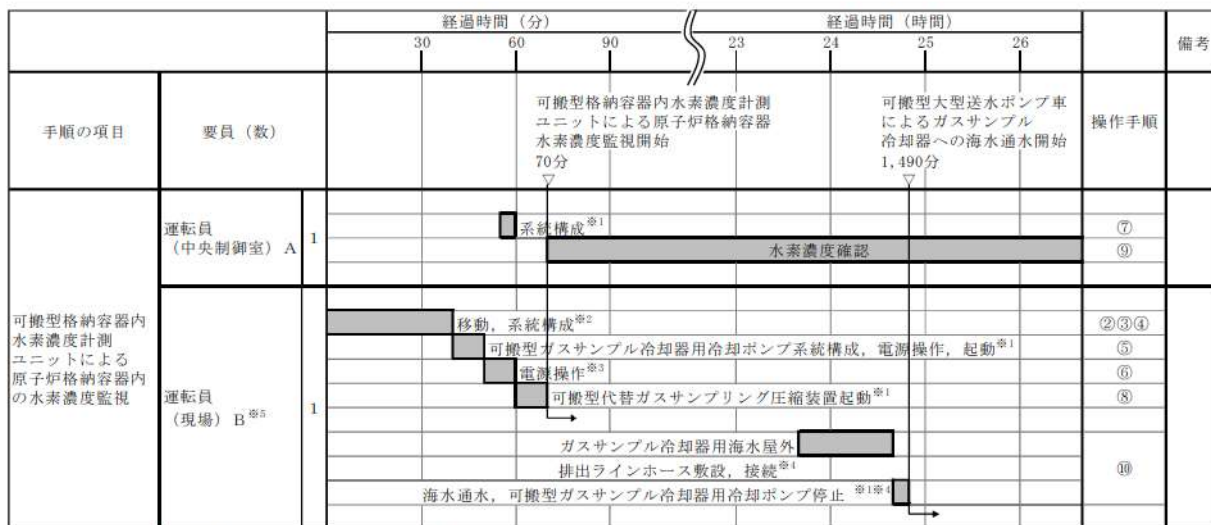 経過時間（分）
経過時間（時間）
30 60 90 23 24 25 26
備考
手順の項目
要員（数）
可搬型格納容器内水素濃度計測
ユニットによる原子炉格納容器
水素濃度監視開始
70分
▽
可搬型大型送水ポンプ車
によるガスサンプル
冷却器への海水通水開始
1,490分
▽
操作手順
可搬型格納容器内
水素濃度計測
ユニットによる
原子炉格納容器内
の水素濃度監視
運転員
（中央制御室）A
1
系統構成※1
⑦
水素濃度確認
⑨
運転員
（現場）B※5
1
移動，系統構成※2
②③④
可搬型ガスサンプル冷却器用冷却ポンプ系統構成，電源操作，起動※1
⑤
電源操作※3
⑥
可搬型代替ガスサンプリング圧縮装置起動※1
⑧
ガスサンプル冷却器用海水屋外
排出ラインホース敷設，接続※4
⑩
海水通水，可搬型ガスサンプル冷却器用冷却ポンプ停止 ※1※4